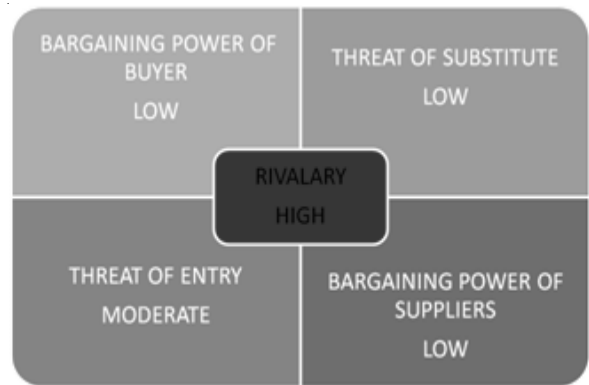 BARGAINING POWER OF
BUYER
LOW
THREAT OF SUBSTITUTE
LOW
RIVALARY
HIGH
THREAT OF ENTRY
MODERATE
BARGAINING POWER OF
SUPPLIERS
LOW